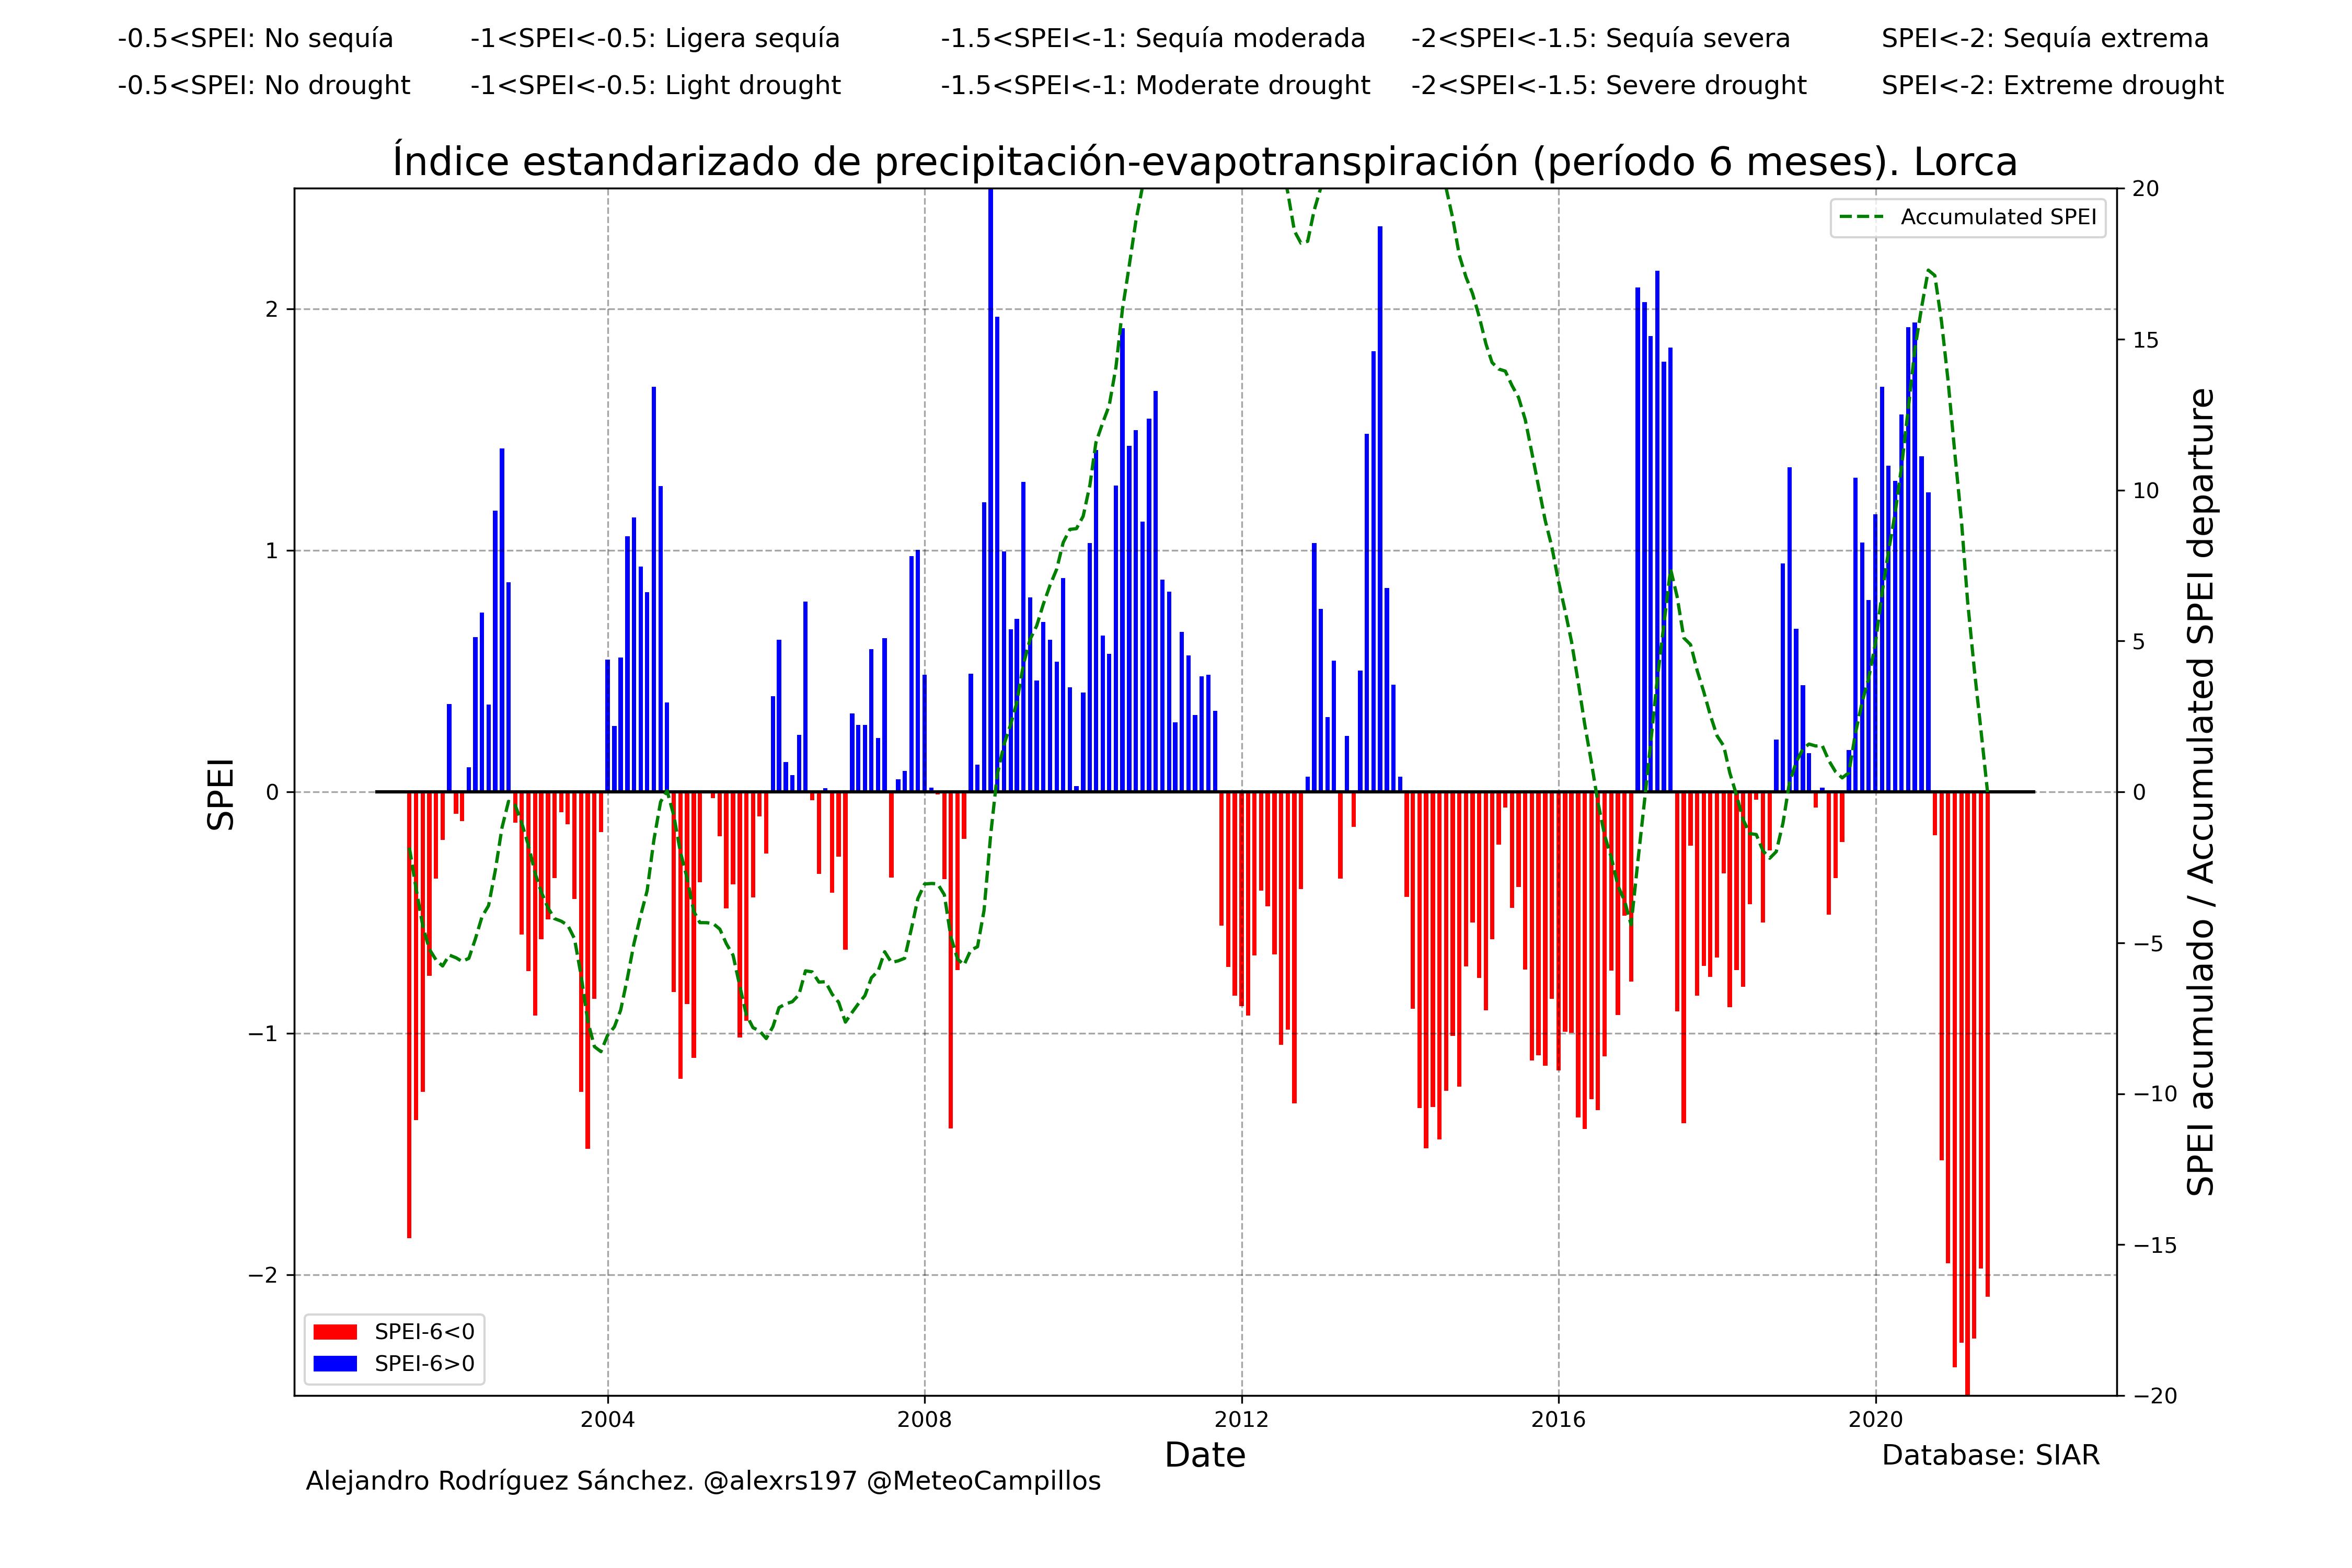 -0.5<SPEI: No sequía -1<SPEI<-0.5: Ligera sequía -1.5<SPEI<-1: Sequía moderada -2<SPEI<-1.5: Sequía severa SPEI<-2: Sequía extrema
-0.5<SPEI: No drought -1<SPEI<-0.5: Light drought -1.5<SPEI<-1: Moderate drought -2<SPEI<-1.5: Severe drought SPEI<-2: Extreme drought
Índice estandarizado de precipitación-evapotranspiración (período 6 meses). Lorca
Accumulated SPEI
SPEI
2
1
0
−1
−2
20
15
10
5
0
−5
−10
−15
−20
SPEI acumulado / Accumulated SPEI departure
SPEI-6<0
SPEI-6>0
2004 2008 2012 2016 2020
Date
Database: SIAR
Alejandro Rodríguez Sánchez. @alexrs197 @MeteoCampillos